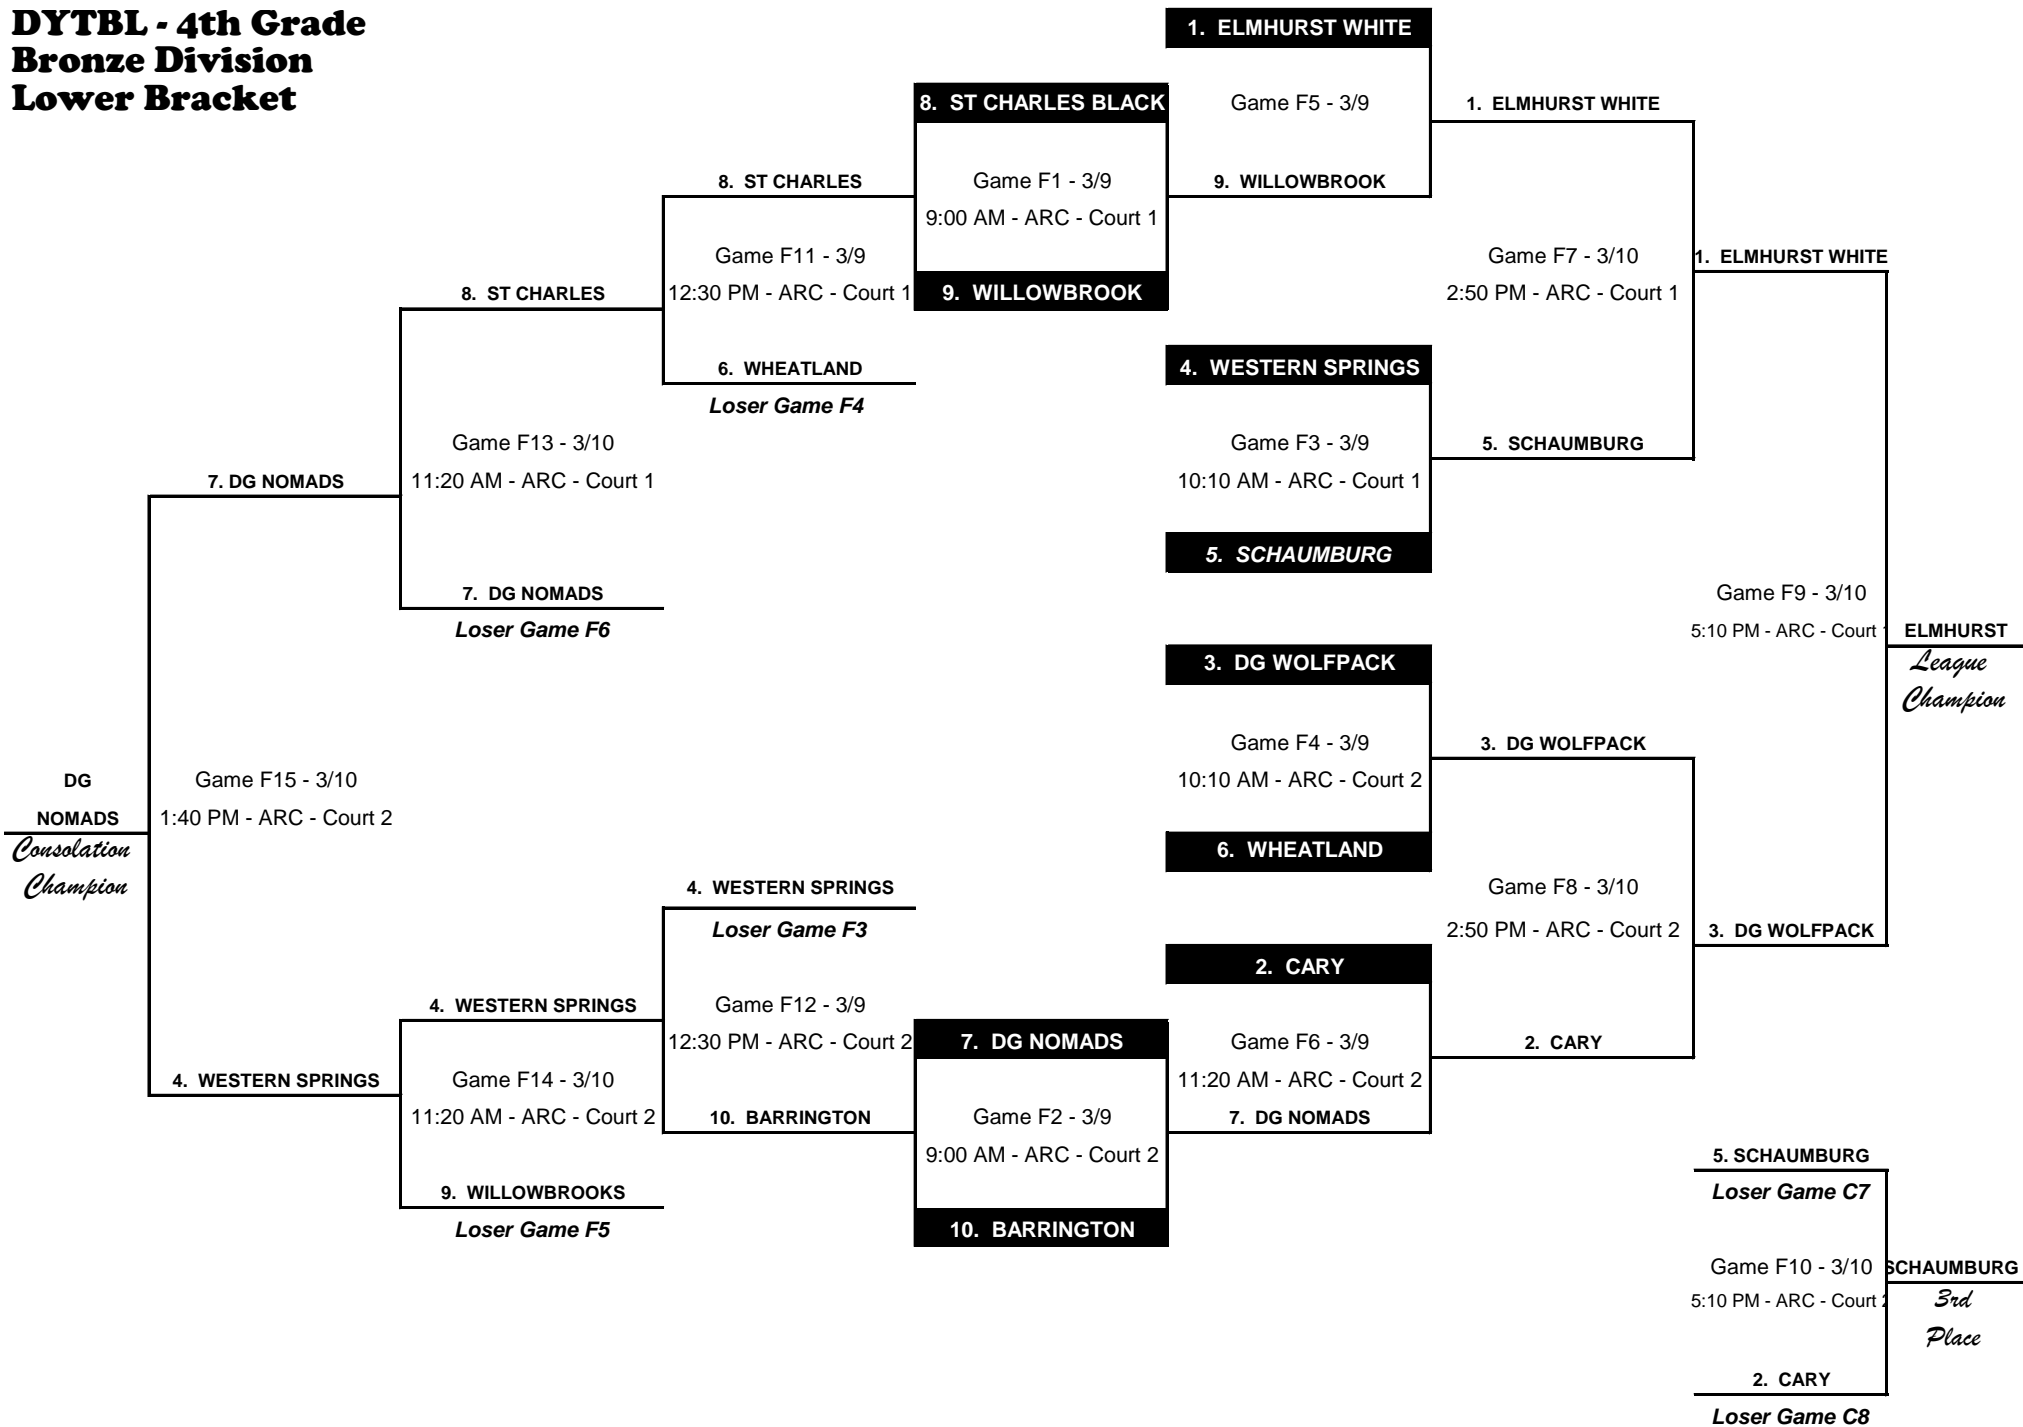 DYTBL - 4th Grade
Bronze Division
Lower Bracket
1. ELMHURST WHITE
8. ST CHARLES BLACK
Game F5 - 3/9
1. ELMHURST WHITE
8. ST CHARLES
Game F1 - 3/9
9. WILLOWBROOK
9:00 AM - ARC - Court 1
Game F11 - 3/9
Game F7 - 3/10
1. ELMHURST WHITE
8. ST CHARLES
12:30 PM - ARC - Court 1
9. WILLOWBROOK
2:50 PM - ARC - Court 1
6. WHEATLAND
4. WESTERN SPRINGS
Loser Game F4
Game F13 - 3/10
Game F3 - 3/9
5. SCHAUMBURG
7. DG NOMADS
11:20 AM - ARC - Court 1
10:10 AM - ARC - Court 1
5. SCHAUMBURG
7. DG NOMADS
Game F9 - 3/10
Loser Game F6
5:10 PM - ARC - Court 1
ELMHURST
3. DG WOLFPACK
League
Champion
Game F4 - 3/9
3. DG WOLFPACK
DG
Game F15 - 3/10
10:10 AM - ARC - Court 2
NOMADS
1:40 PM - ARC - Court 2
Consolation
6. WHEATLAND
Champion
4. WESTERN SPRINGS
Game F8 - 3/10
Loser Game F3
2:50 PM - ARC - Court 2
3. DG WOLFPACK
2. CARY
4. WESTERN SPRINGS
Game F12 - 3/9
12:30 PM - ARC - Court 2
7. DG NOMADS
Game F6 - 3/9
2. CARY
4. WESTERN SPRINGS
Game F14 - 3/10
11:20 AM - ARC - Court 2
11:20 AM - ARC - Court 2
10. BARRINGTON
Game F2 - 3/9
7. DG NOMADS
9:00 AM - ARC - Court 2
5. SCHAUMBURG
9. WILLOWBROOKS
Loser Game C7
Loser Game F5
10. BARRINGTON
Game F10 - 3/10
SCHAUMBURG
5:10 PM - ARC - Court 2
3rd
Place
2. CARY
Loser Game C8